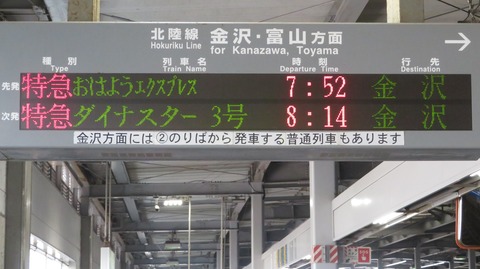 北陸線 金沢・富山方面
Hokuriku Line for Kanazawa, Toyama
種別 列車名 時刻 行先
Type Train Name Departure Time Destination
先発 特急 おはようエクスプレス 7:52 金沢
次発 特急 ダイナスター 3号 8:14 金沢
金沢方面には②のりばから発車する普通列車もあります